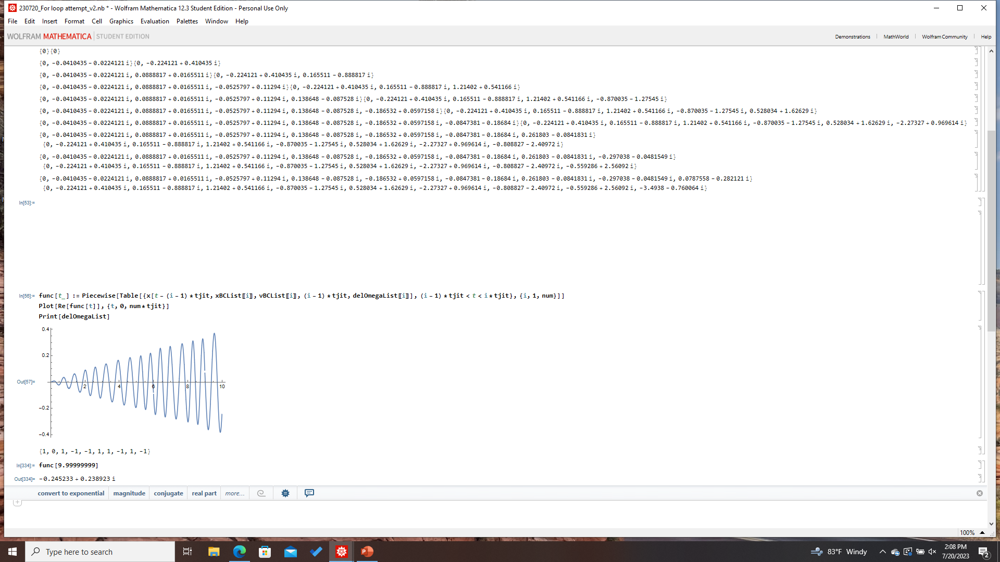 230720_For loop attempt_v2.nb * - Wolfram Mathematica 12.3 Student Edition - Personal Use Only
File Edit Insert Format Cell Graphics Evaluation Palettes Window Help
WOLFRAM MATHEMATICA STUDENT EDITION Demonstrations MathWorld Wolfram Community Help
{0}{0}
{0, -0.0410435 - 0.0224121 i}{0, -0.224121 + 0.410435 i}
{0, -0.0410435 - 0.0224121 i, 0.0888817 + 0.0165511 i}{0, -0.224121 + 0.410435 i, 0.165511 - 0.888817 i}
{0, -0.0410435 - 0.0224121 i, 0.0888817 + 0.0165511 i, -0.0525797 + 0.11294 i}{0, -0.224121 + 0.410435 i, 0.165511 - 0.888817 i, 1.21402 + 0.541166 i}
{0, -0.0410435 - 0.0224121 i, 0.0888817 + 0.0165511 i, -0.0525797 + 0.11294 i, 0.138648 - 0.087528 i}{0, -0.224121 + 0.410435 i, 0.165511 - 0.888817 i, 1.21402 + 0.541166 i, -0.870035 - 1.27545 i}
{0, -0.0410435 - 0.0224121 i, 0.0888817 + 0.0165511 i, -0.0525797 + 0.11294 i, 0.138648 - 0.087528 i, -0.186532 + 0.0597158 i}{0, -0.224121 + 0.410435 i, 0.165511 - 0.888817 i, 1.21402 + 0.541166 i, -0.870035 - 1.27545 i, 0.528034 + 1.62629 i}
{0, -0.0410435 - 0.0224121 i, 0.0888817 + 0.0165511 i, -0.0525797 + 0.11294 i, 0.138648 - 0.087528 i, -0.186532 + 0.0597158 i, -0.0847381 - 0.18684 i}{0, -0.224121 + 0.410435 i, 0.165511 - 0.888817 i, 1.21402 + 0.541166 i, -0.870035 - 1.27545 i, 0.528034 + 1.62629 i, -2.27327 + 0.969614 i}
{0, -0.0410435 - 0.0224121 i, 0.0888817 + 0.0165511 i, -0.0525797 + 0.11294 i, 0.138648 - 0.087528 i, -0.186532 + 0.0597158 i, -0.0847381 - 0.18684 i, 0.261803 - 0.0841831 i}
{0, -0.224121 + 0.410435 i, 0.165511 - 0.888817 i, 1.21402 + 0.541166 i, -0.870035 - 1.27545 i, 0.528034 + 1.62629 i, -2.27327 + 0.969614 i, -0.808827 - 2.40972 i}
{0, -0.0410435 - 0.0224121 i, 0.0888817 + 0.0165511 i, -0.0525797 + 0.11294 i, 0.138648 - 0.087528 i, -0.186532 + 0.0597158 i, -0.0847381 - 0.18684 i, 0.261803 - 0.0841831 i, -0.297038 - 0.0481549 i}
{0, -0.224121 + 0.410435 i, 0.165511 - 0.888817 i, 1.21402 + 0.541166 i, -0.870035 - 1.27545 i, 0.528034 + 1.62629 i, -2.27327 + 0.969614 i, -0.808827 - 2.40972 i, -0.559286 + 2.56092 i}
{0, -0.0410435 - 0.0224121 i, 0.0888817 + 0.0165511 i, -0.0525797 + 0.11294 i, 0.138648 - 0.087528 i, -0.186532 + 0.0597158 i, -0.0847381 - 0.18684 i, 0.261803 - 0.0841831 i, -0.297038 - 0.0481549 i, 0.0787558 - 0.282121 i}
{0, -0.224121 + 0.410435 i, 0.165511 - 0.888817 i, 1.21402 + 0.541166 i, -0.870035 - 1.27545 i, 0.528034 + 1.62629 i, -2.27327 + 0.969614 i, -0.808827 - 2.40972 i, -0.559286 + 2.56092 i, -3.4938 - 0.760064 i}
In[53]:=
In[56]:= func[t_] := Piecewise[Table[{x[t - (i - 1) * tjit, xBCList[[i]], vBCList[[i]], (i - 1) * tjit, delOmegaList[[i]]], (i - 1) * tjit < t < i * tjit}, {i, 1, num}]]
Plot[Re[func[t]], {t, 0, num * tjit}]
Print[delOmegaList]
0.4
0.2
Out[57]=
2 4 6 8 10
-0.2
-0.4
{1, 0, 1, -1, -1, 1, 1, -1, 1, -1}
In[334]:= func[9.99999999]
Out[334]= -0.245233 + 0.238923 i
convert to exponential magnitude conjugate real part more...
100%
Type here to search
83°F Windy
2:08 PM
7/20/2023
2